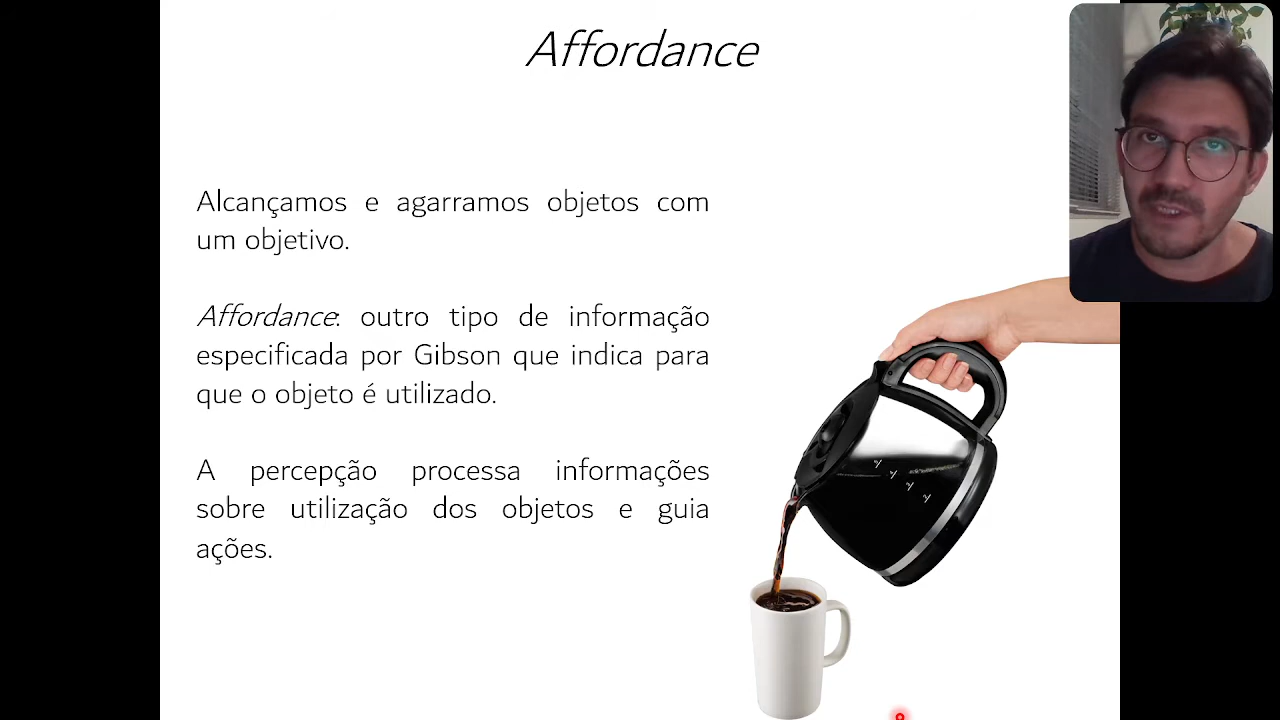 Affordance
Alcançamos e agarramos objetos com
um objetivo.
Affordance: outro tipo de informação
especificada por Gibson que indica para
que o objeto é utilizado.
A percepção processa informações
sobre utilização dos objetos e guia
ações.